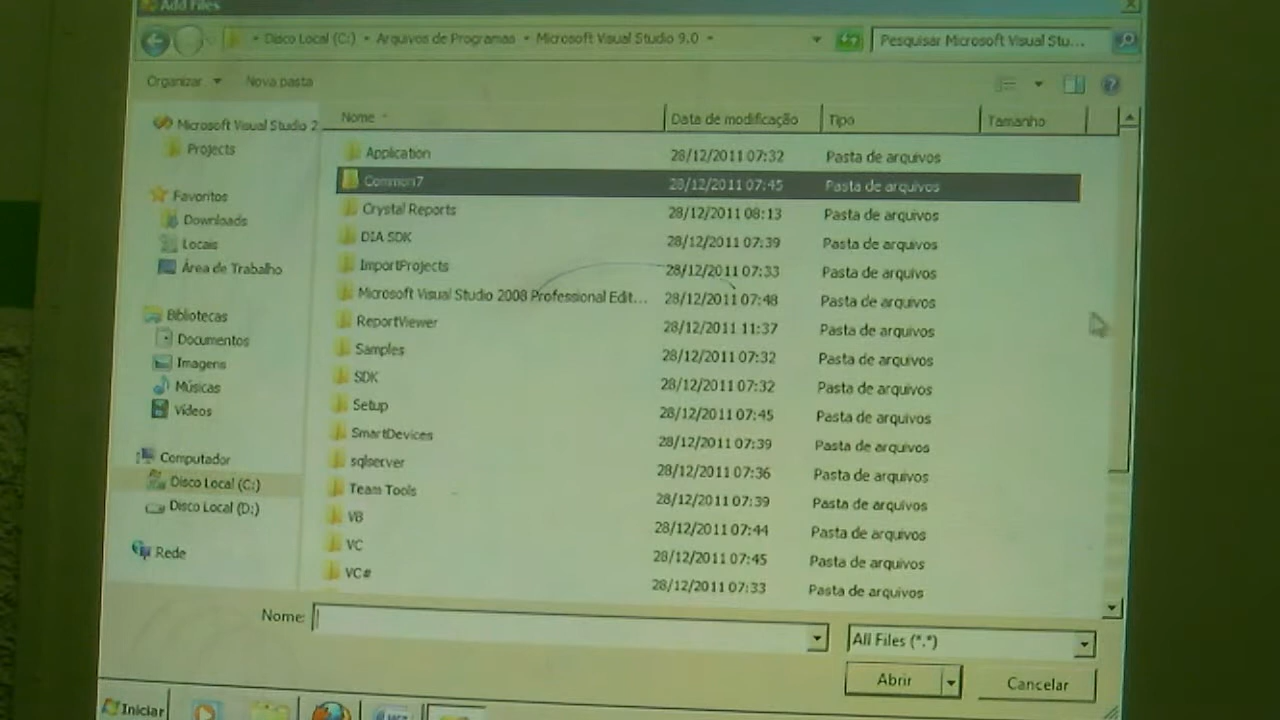 Add Files
Disco Local (C:) Arquivos de Programas Microsoft Visual Studio 9.0
Pesquisar Microsoft Visual Stu...
Organizar Nova pasta
Nome Data de modificação Tipo Tamanho
Microsoft Visual Studio 2
Projects
Favoritos
Downloads
Locais
Área de Trabalho
Bibliotecas
Documentos
Imagens
Músicas
Vídeos
Computador
Disco Local (C:)
Disco Local (D:)
Rede
Application 28/12/2011 07:32 Pasta de arquivos
Common7 28/12/2011 07:45 Pasta de arquivos
Crystal Reports 28/12/2011 08:13 Pasta de arquivos
DIA SDK 28/12/2011 07:39 Pasta de arquivos
ImportProjects 28/12/2011 07:33 Pasta de arquivos
Microsoft Visual Studio 2008 Professional Edit... 28/12/2011 07:48 Pasta de arquivos
ReportViewer 28/12/2011 11:37 Pasta de arquivos
Samples 28/12/2011 07:32 Pasta de arquivos
SDK 28/12/2011 07:32 Pasta de arquivos
Setup 28/12/2011 07:45 Pasta de arquivos
SmartDevices 28/12/2011 07:39 Pasta de arquivos
sqlserver 28/12/2011 07:36 Pasta de arquivos
Team Tools 28/12/2011 07:39 Pasta de arquivos
VB 28/12/2011 07:44 Pasta de arquivos
VC 28/12/2011 07:45 Pasta de arquivos
VC# 28/12/2011 07:33 Pasta de arquivos
Nome:
All Files (*.*)
Abrir Cancelar
Iniciar